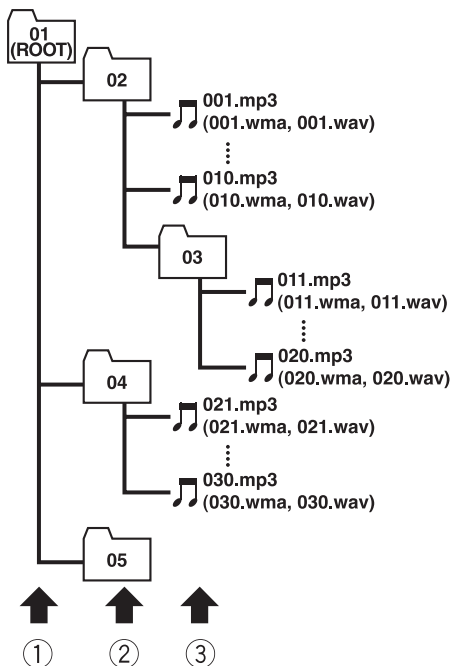 01
(ROOT)
02
001.mp3
(001.wma, 001.wav)
010.mp3
(010.wma, 010.wav)
03
011.mp3
(011.wma, 011.wav)
020.mp3
(020.wma, 020.wav)
04
021.mp3
(021.wma, 021.wav)
030.mp3
(030.wma, 030.wav)
05
① ② ③